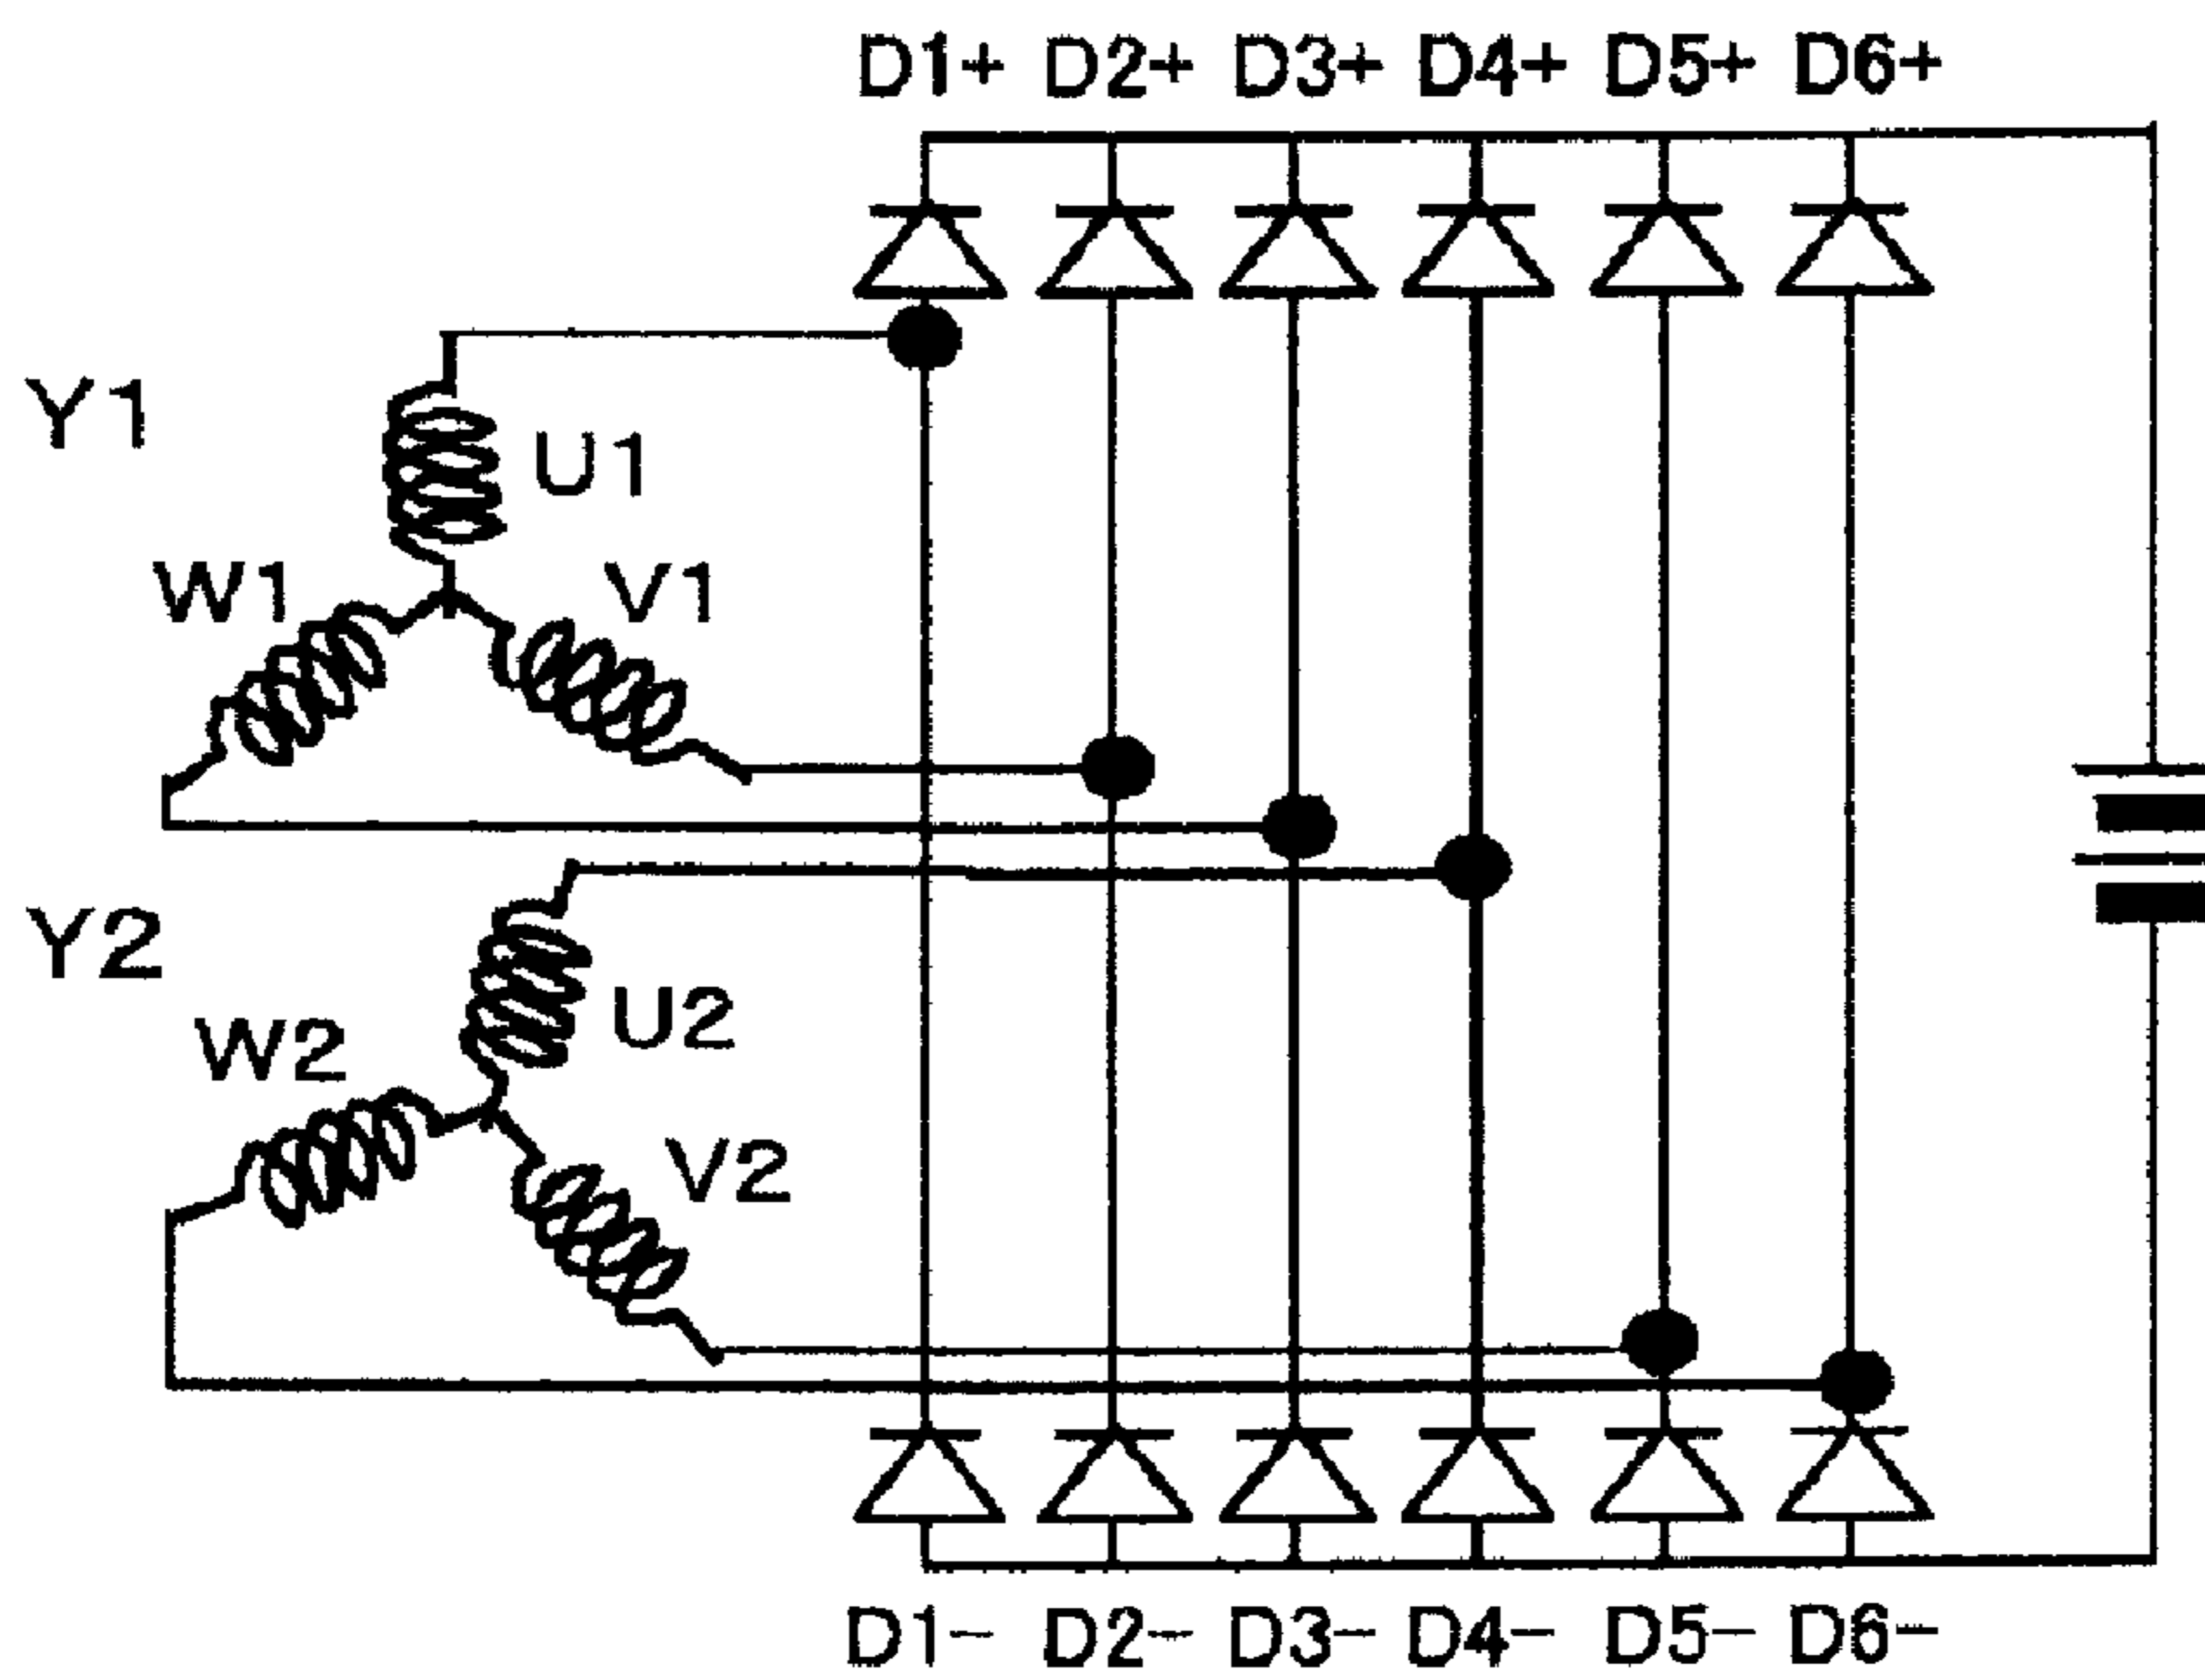 D1+ D2+ D3+ D4+ D5+ D6+
Y1
U1
W1 V1
Y2
U2
W2
V2
D1- D2- D3- D4- D5- D6-